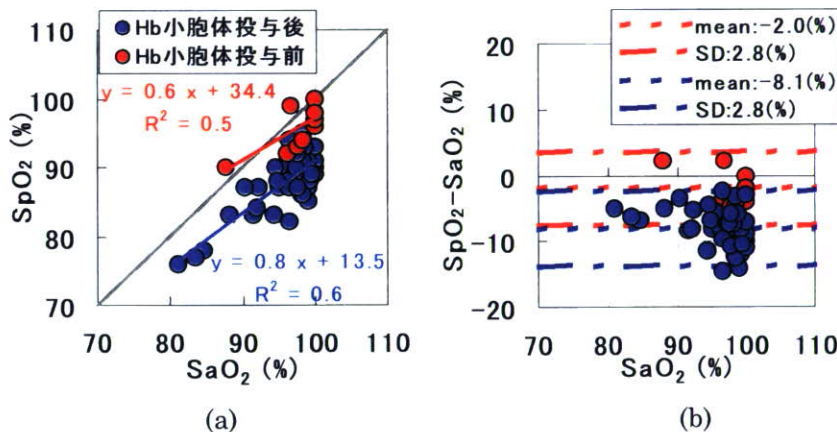 110
100
90
80
70
SpO₂ (%)
Hb小胞体投与後
Hb小胞体投与前
y = 0.6 x + 34.4
R² = 0.5
y = 0.8 x + 13.5
R² = 0.6
70 80 90 100 110
SaO₂ (%)
(a)
20
10
0
-10
-20
SpO₂-SaO₂ (%)
mean:-2.0(%)
SD:2.8(%)
mean:-8.1(%)
SD:2.8(%)
70 80 90 100 110
SaO₂ (%)
(b)